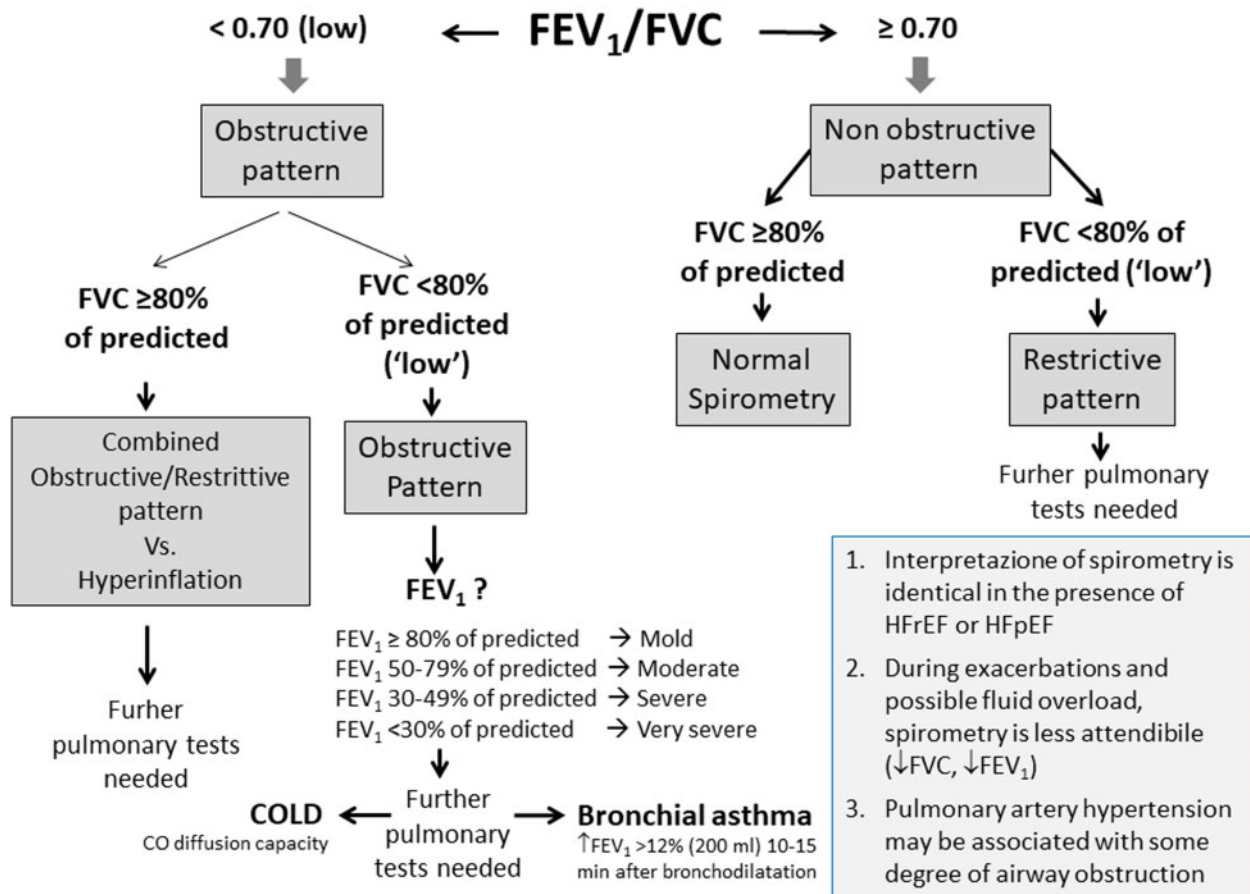 FEV₁/FVC
< 0.70 (low)
≥ 0.70
Obstructive
pattern
Non obstructive
pattern
FVC ≥80%
of predicted
FVC <80%
of predicted
(‘low’)
FVC ≥80%
of predicted
FVC <80% of
predicted (‘low’)
Combined
Obstructive/Restrittive
pattern
Vs.
Hyperinflation
Obstructive
Pattern
Normal
Spirometry
Restrictive
pattern
Furher
pulmonary tests
needed
FEV₁ ?
FEV₁ ≥ 80% of predicted → Mold
FEV₁ 50-79% of predicted → Moderate
FEV₁ 30-49% of predicted → Severe
FEV₁ <30% of predicted → Very severe
Further
pulmonary
tests needed
COLD
CO diffusion capacity
Bronchial asthma
↑FEV₁ >12% (200 ml) 10-15
min after bronchodilatation
Furher pulmonary
tests needed
1. Interpretazione of spirometry is
identical in the presence of
HFrEF or HFpEF
2. During exacerbations and
possible fluid overload,
spirometry is less attendibile
(↓FVC, ↓FEV₁)
3. Pulmonary artery hypertension
may be associated with some
degree of airway obstruction